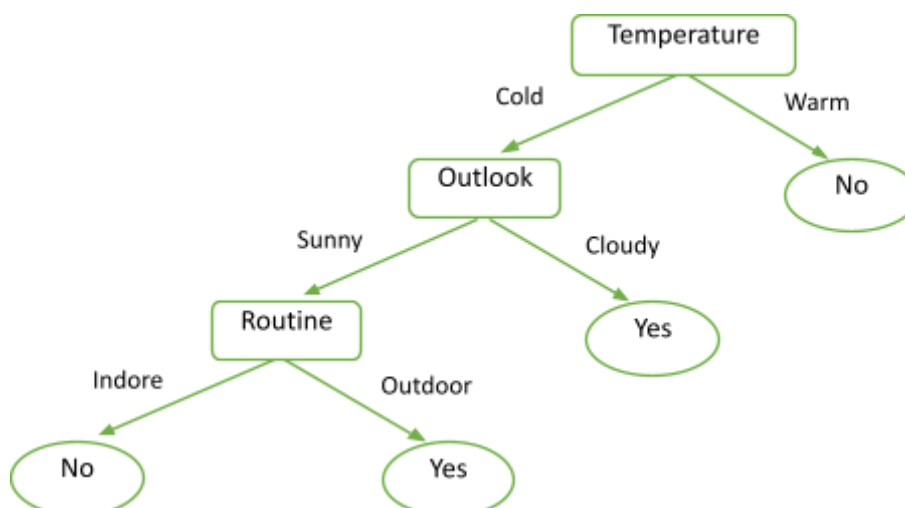 Temperature
Cold
Warm
Outlook
No
Sunny
Cloudy
Routine
Yes
Indore
Outdoor
No
Yes